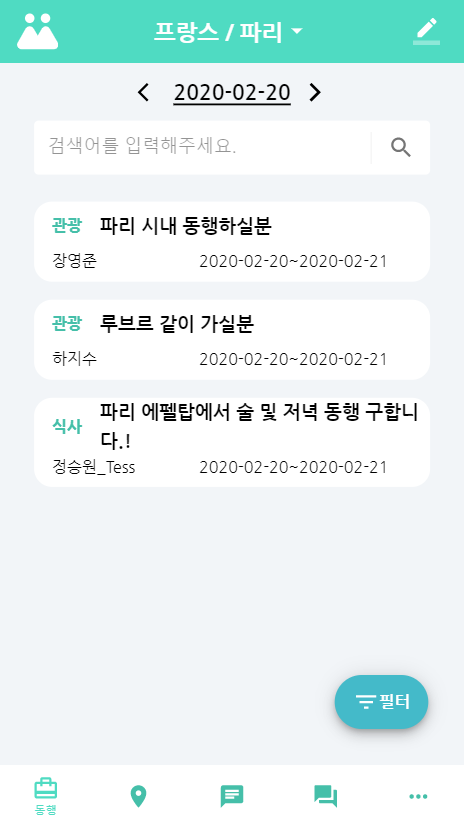 프랑스 / 파리
2020-02-20
검색어를 입력해주세요.
관광 파리 시내 동행하실분
장영준 2020-02-20~2020-02-21
관광 루브르 같이 가실분
하지수 2020-02-20~2020-02-21
식사 파리 에펠탑에서 술 및 저녁 동행 구합니
다.!
정승원_Tess 2020-02-20~2020-02-21
필터
동행